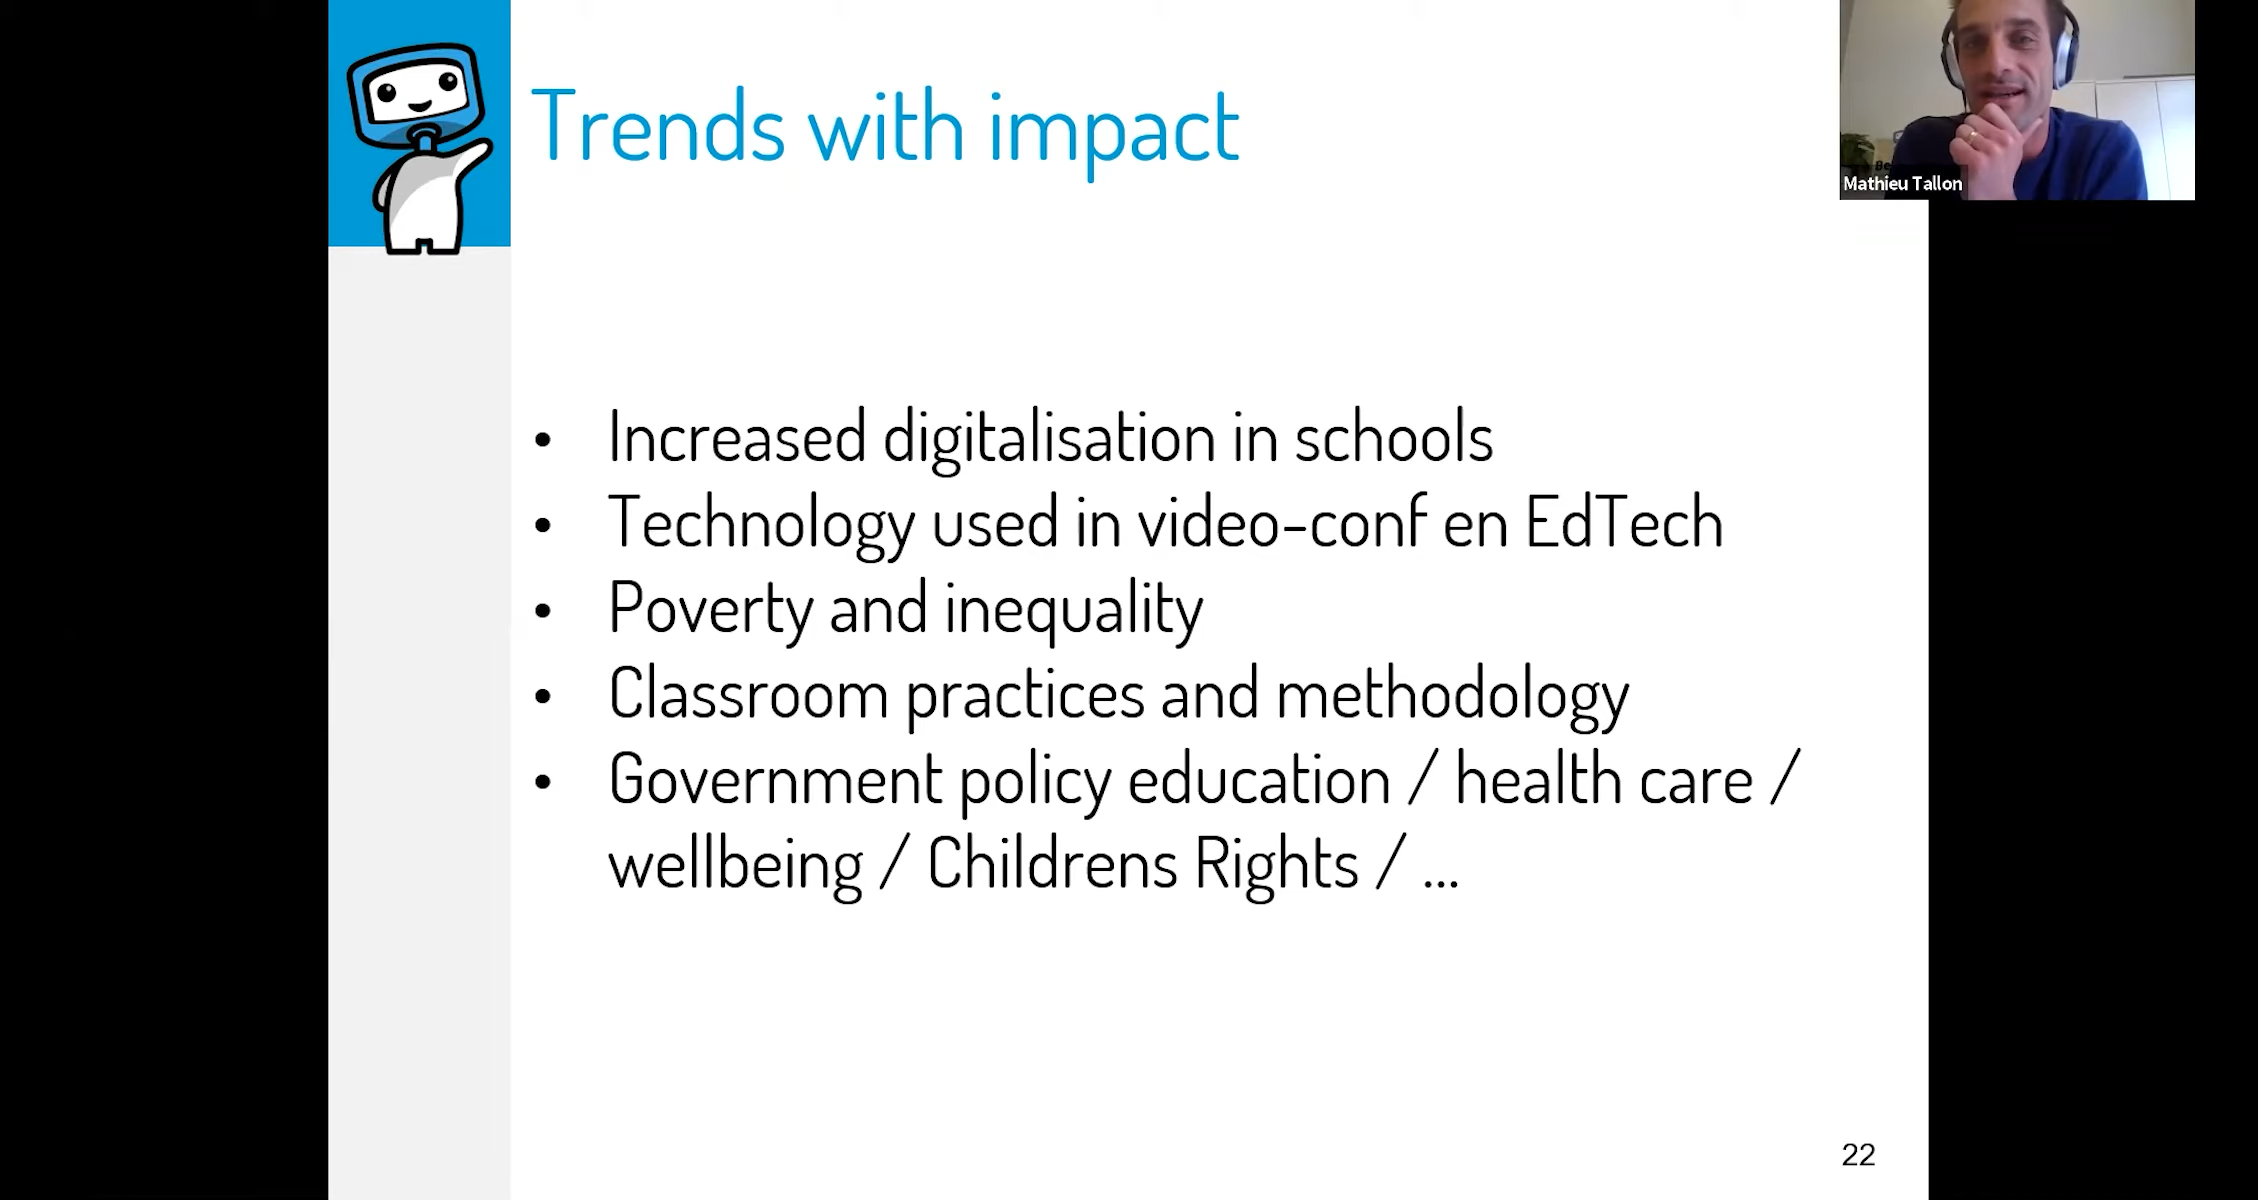 Trends with impact
Mathieu Tallon
• Increased digitalisation in schools
• Technology used in video-conf en EdTech
• Poverty and inequality
• Classroom practices and methodology
• Government policy education / health care /
wellbeing / Childrens Rights / ...
22